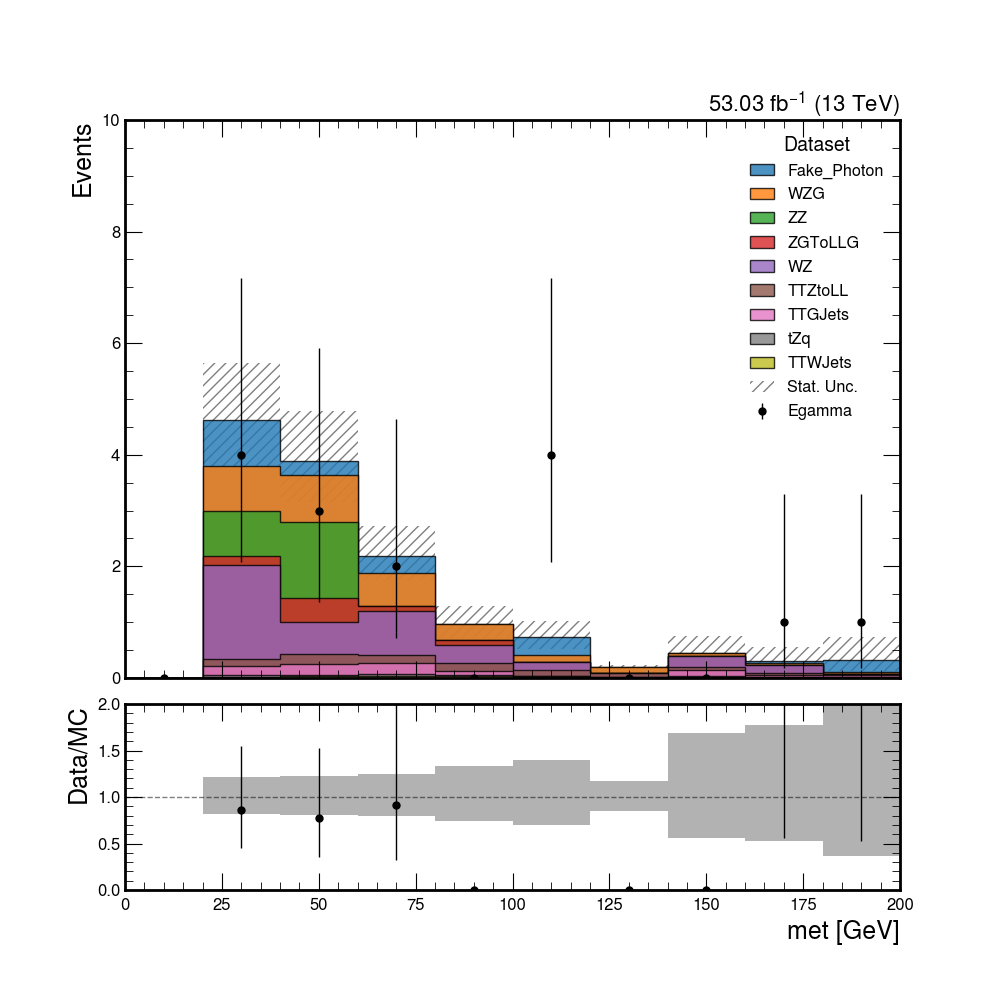 53.03 fb⁻¹ (13 TeV)
Events
10
8
6
4
2
0
Dataset
Fake_Photon
WZG
ZZ
ZGToLLG
WZ
TTZtoLL
TTGJets
tZq
TTWJets
Stat. Unc.
Egamma
Data/MC
2.0
1.5
1.0
0.5
0.0
0 25 50 75 100 125 150 175 200
met [GeV]